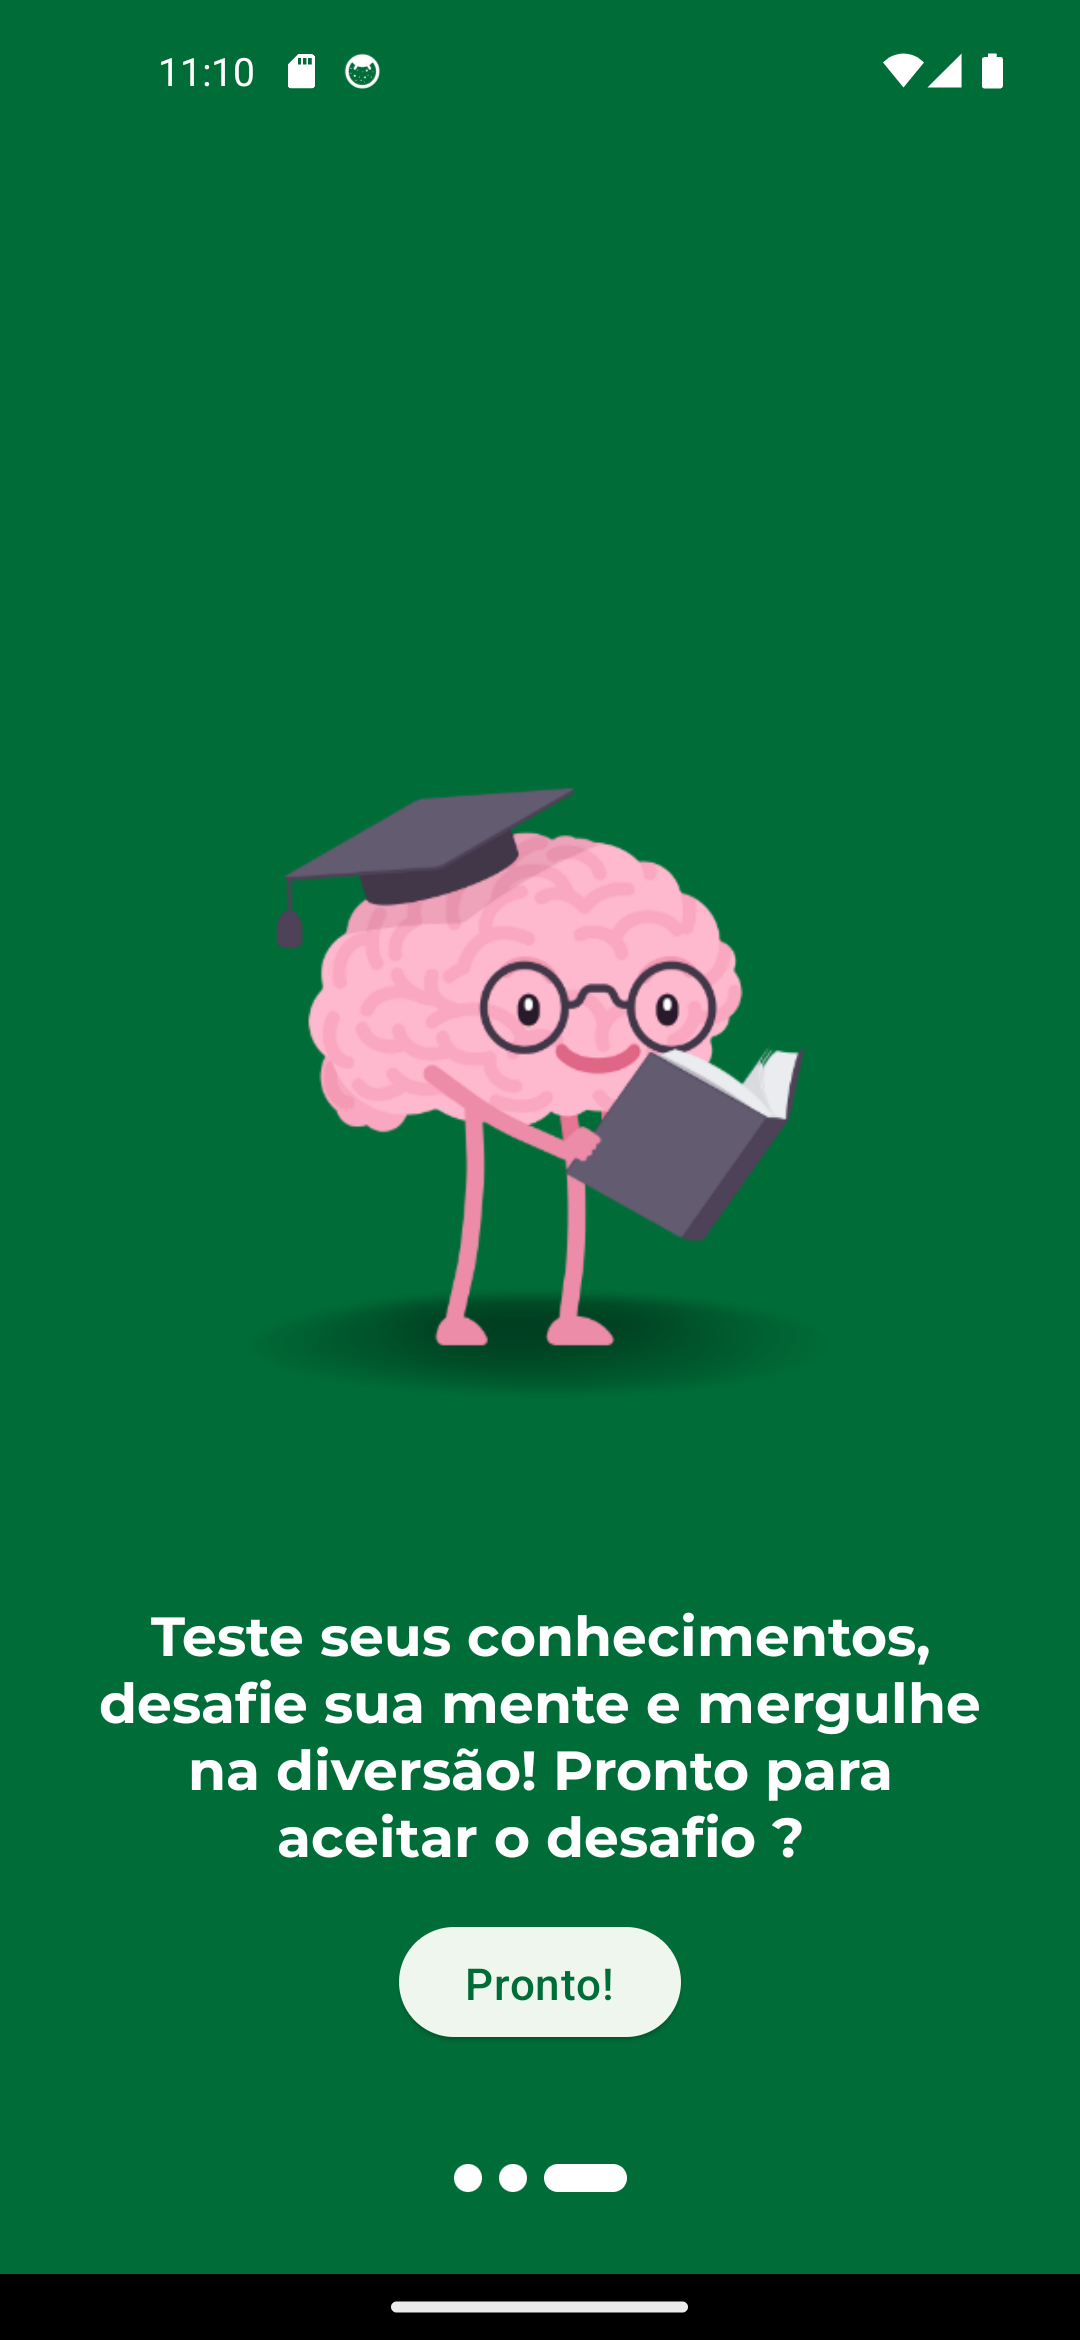 11:10
Teste seus conhecimentos,
desafie sua mente e mergulhe
na diversão! Pronto para
aceitar o desafio ?
Pronto!